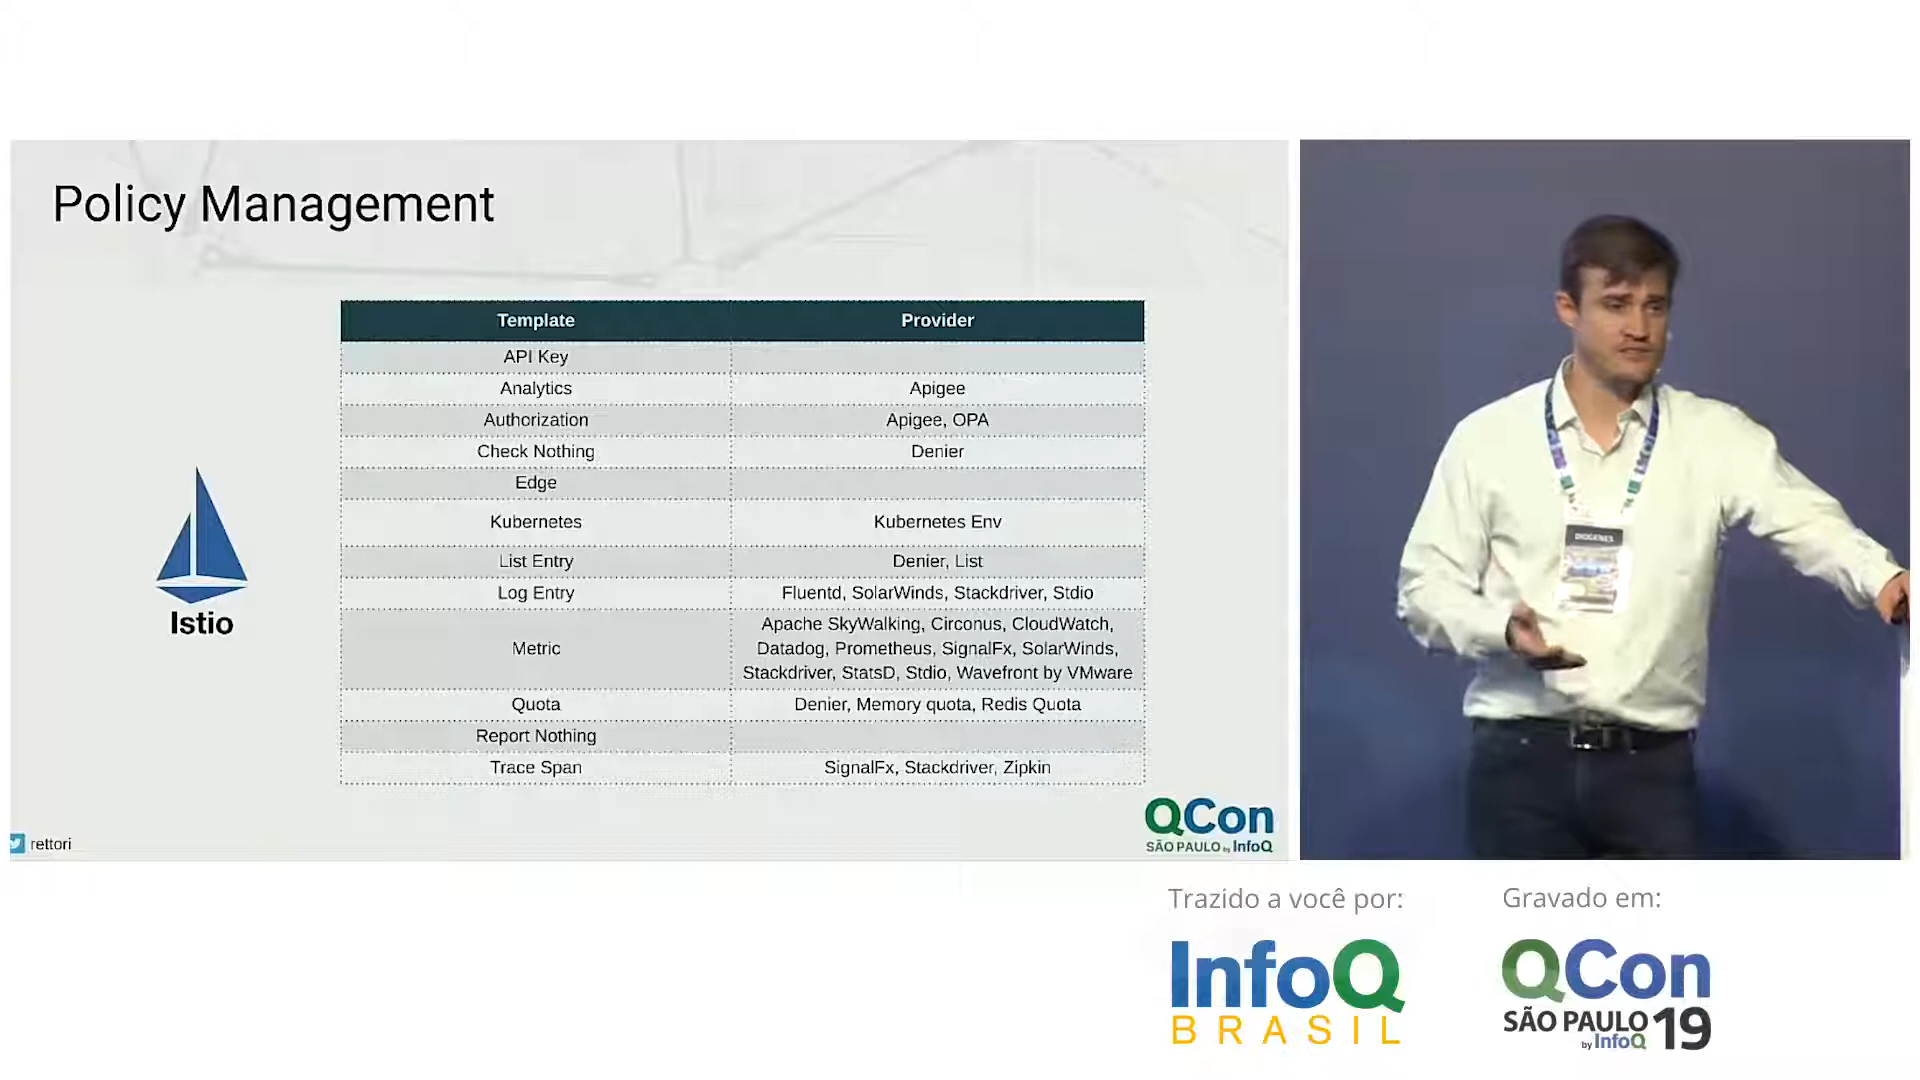 Policy Management
Template Provider
API Key
Analytics Apigee
Authorization Apigee, OPA
Check Nothing Denier
Edge
Kubernetes Kubernetes Env
List Entry Denier, List
Log Entry Fluentd, SolarWinds, Stackdriver, Stdio
Metric Apache SkyWalking, Circonus, CloudWatch,
Datadog, Prometheus, SignalFx, SolarWinds,
Stackdriver, StatsD, Stdio, Wavefront by VMware
Quota Denier, Memory quota, Redis Quota
Report Nothing
Trace Span SignalFx, Stackdriver, Zipkin
Istio
rettori
QCon
SÃO PAULO by InfoQ
DIOGENES
Trazido a você por:
InfoQ
BRASIL
Gravado em:
QCon
SÃO PAULO 19
by InfoQ